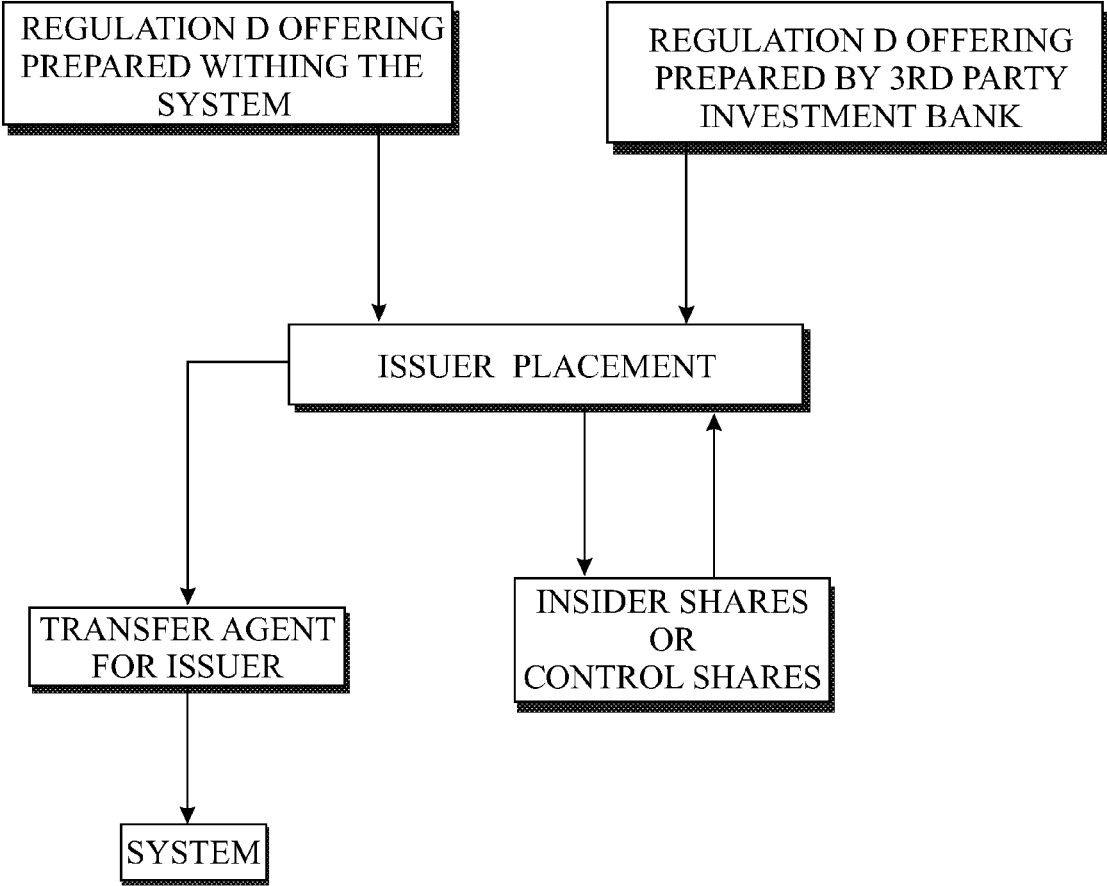 REGULATION D OFFERING
PREPARED WITHING THE
SYSTEM
REGULATION D OFFERING
PREPARED BY 3RD PARTY
INVESTMENT BANK
ISSUER PLACEMENT
TRANSFER AGENT
FOR ISSUER
INSIDER SHARES
OR
CONTROL SHARES
SYSTEM